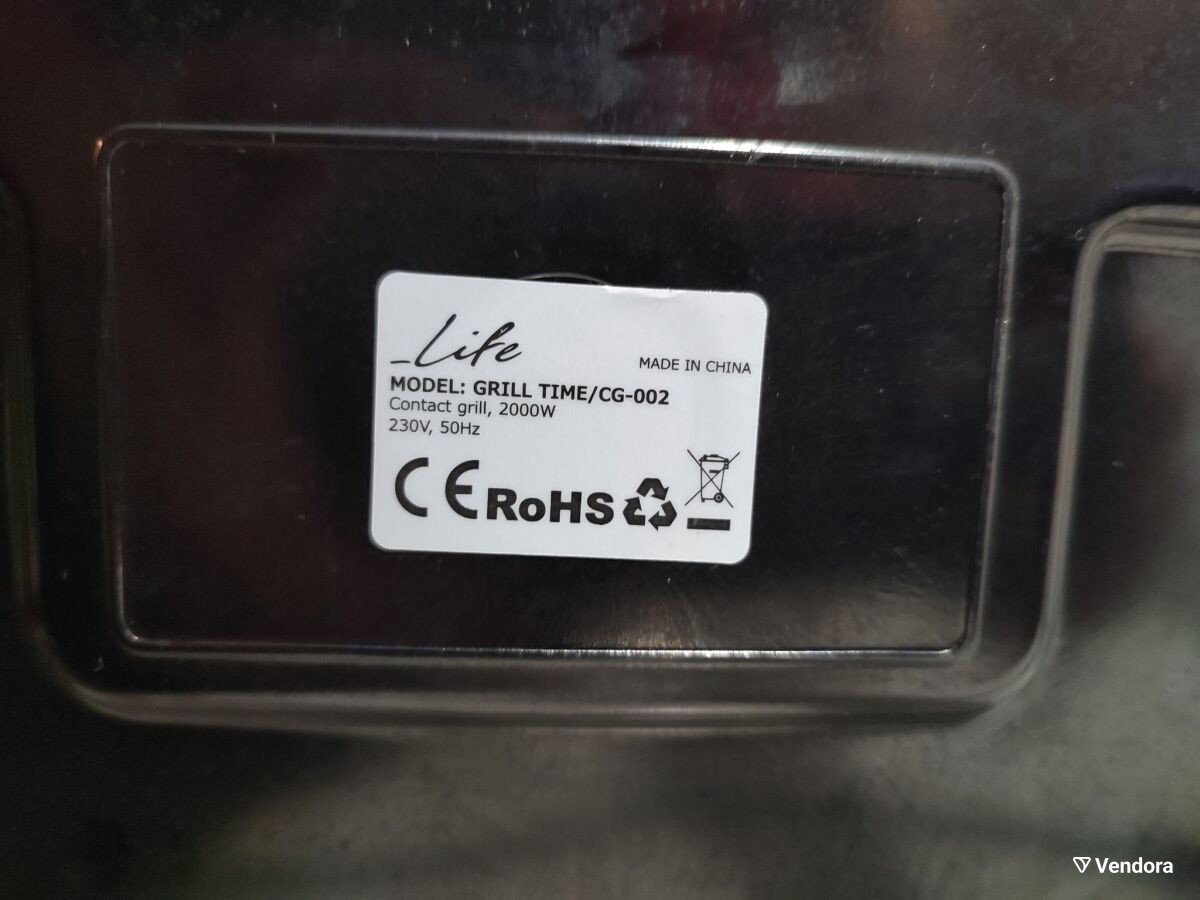 Life
MADE IN CHINA
MODEL: GRILL TIME/CG-002
Contact grill, 2000W
230V, 50Hz
CE RoHS
Vendora